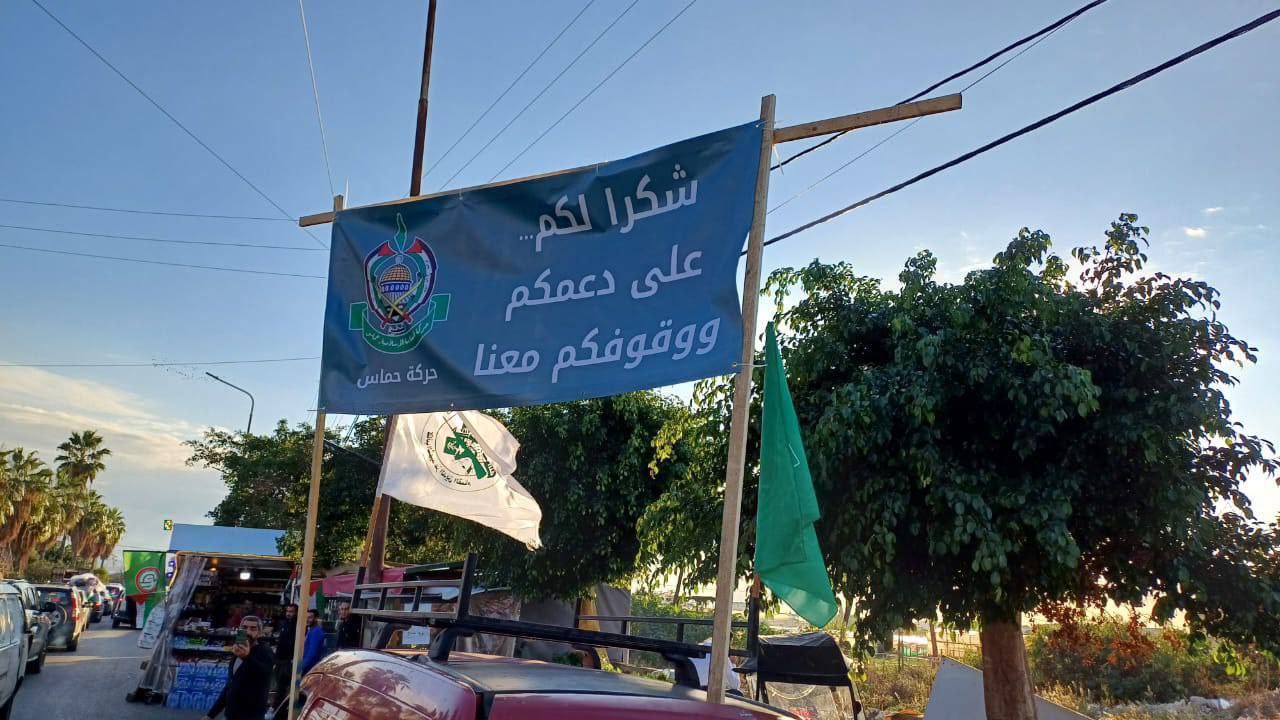 شكرا لكم...
على دعمكم
ووقوفكم معنا
حركة حماس